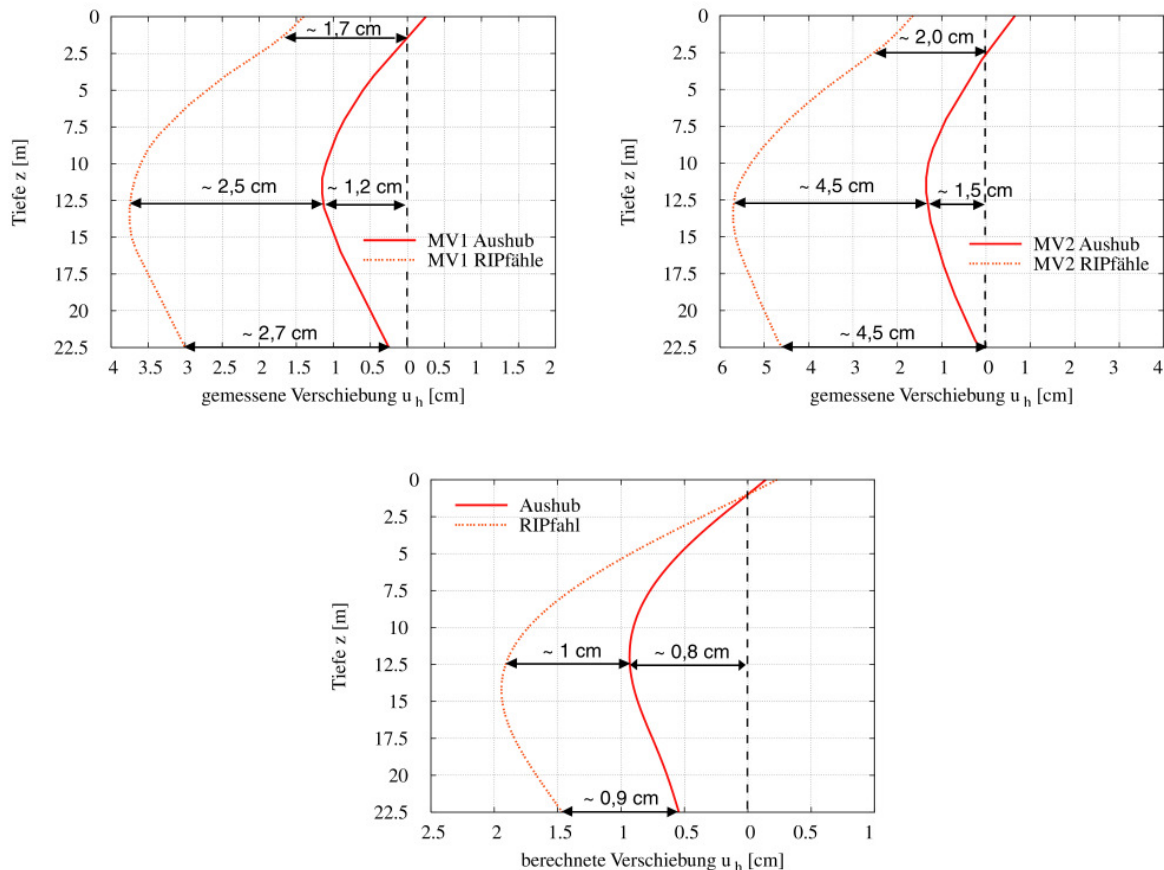 0
2.5
5
7.5
10
12.5
15
17.5
20
22.5
Tiefe z [m]
~ 1,7 cm
~ 2,5 cm
~ 1,2 cm
MV1 Aushub
MV1 RIPfähle
~ 2,7 cm
4 3.5 3 2.5 2 1.5 1 0.5 0 0.5 1 1.5 2
gemessene Verschiebung u h [cm]
0
2.5
5
7.5
10
12.5
15
17.5
20
22.5
Tiefe z [m]
~ 2,0 cm
~ 4,5 cm
~ 1,5 cm
MV2 Aushub
MV2 RIPfähle
~ 4,5 cm
6 5 4 3 2 1 0 1 2 3 4
gemessene Verschiebung u h [cm]
0
2.5
5
7.5
10
12.5
15
17.5
20
22.5
Tiefe z [m]
Aushub
RIPfahl
~ 1 cm
~ 0,8 cm
~ 0,9 cm
2.5 2 1.5 1 0.5 0 0.5 1
berechnete Verschiebung u h [cm]